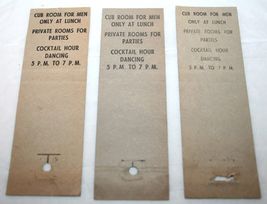 CUB ROOM FOR MEN
ONLY AT LUNCH
PRIVATE ROOMS FOR
PARTIES
COCKTAIL HOUR
DANCING
5 P.M. TO 7 P.M.
CUB ROOM FOR MEN
ONLY AT LUNCH
PRIVATE ROOMS FOR
PARTIES
COCKTAIL HOUR
DANCING
5 P.M. TO 7 P.M.
CUB ROOM FOR MEN
ONLY AT LUNCH
PRIVATE ROOMS FOR
PARTIES
COCKTAIL HOUR
DANCING
5 P.M. TO 7 P.M.